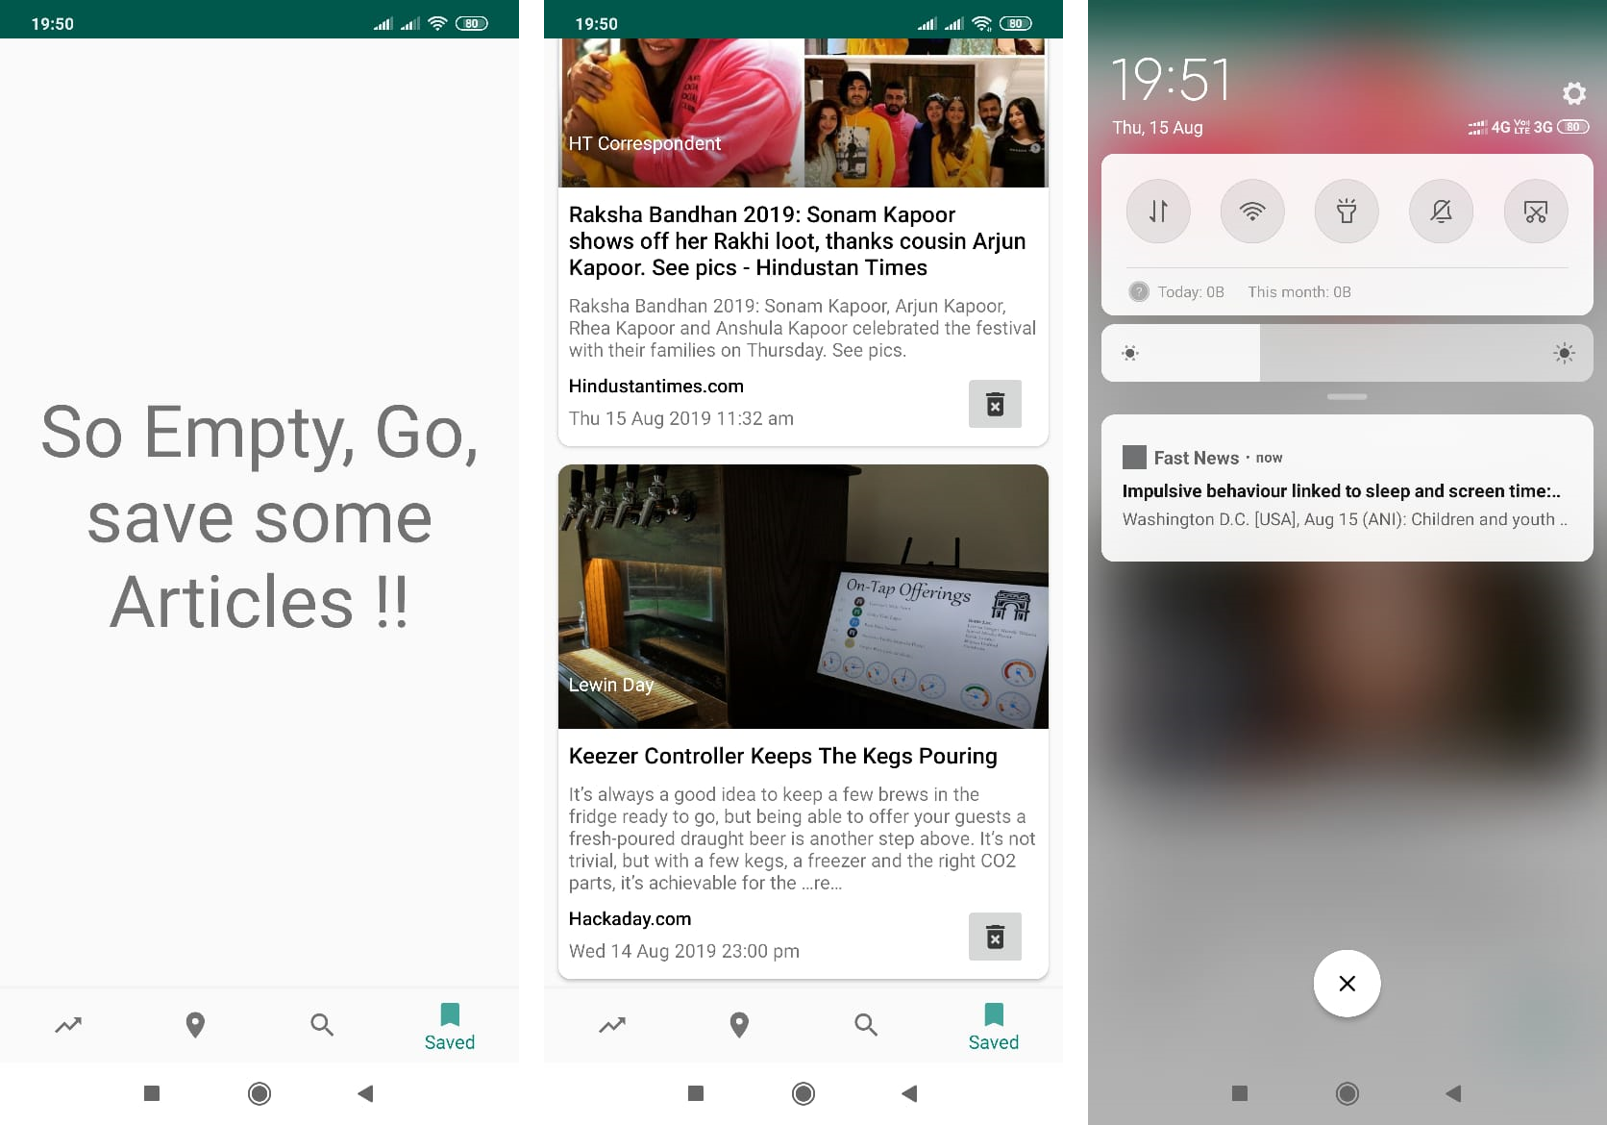 19:50
80
So Empty, Go,
save some
Articles !!
Saved
19:50
80
HT Correspondent
Raksha Bandhan 2019: Sonam Kapoor
shows off her Rakhi loot, thanks cousin Arjun
Kapoor. See pics - Hindustan Times
Raksha Bandhan 2019: Sonam Kapoor, Arjun Kapoor,
Rhea Kapoor and Anshula Kapoor celebrated the festival
with their families on Thursday. See pics.
Hindustantimes.com
Thu 15 Aug 2019 11:32 am
On-Tap Offerings
Lewin Day
Keezer Controller Keeps The Kegs Pouring
It’s always a good idea to keep a few brews in the
fridge ready to go, but being able to offer your guests a
fresh-poured draught beer is another step above. It’s not
trivial, but with a few kegs, a freezer and the right CO2
parts, it’s achievable for the …re…
Hackaday.com
Wed 14 Aug 2019 23:00 pm
Saved
19:51
Thu, 15 Aug
4G Vo LTE 3G 80
Today: 0B This month: 0B
Fast News · now
Impulsive behaviour linked to sleep and screen time:..
Washington D.C. [USA], Aug 15 (ANI): Children and youth ..